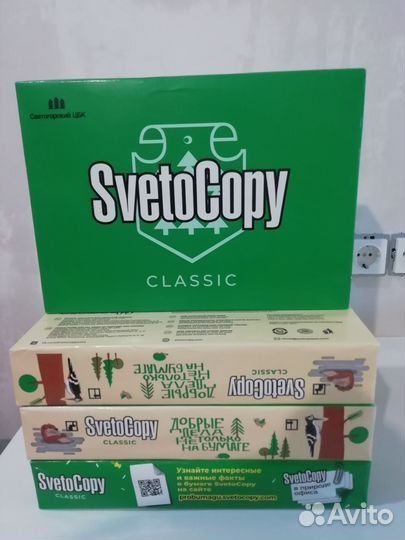 Светогорский ЦБК
SvetoCopy
CLASSIC
ДОБРЫЕ
ДЕЛА
НЕ ТОЛЬКО
НА БУМАГЕ
SvetoCopy
CLASSIC
SvetoCopy
CLASSIC
ДОБРЫЕ
ДЕЛА
НЕ ТОЛЬКО
НА БУМАГЕ
SvetoCopy
CLASSIC
Узнайте интересные
и важные факты
о бумаге SvetoCopy
на сайте
probumagu.svetocopy.com
SvetoCopy
в природе
офиса
Avito